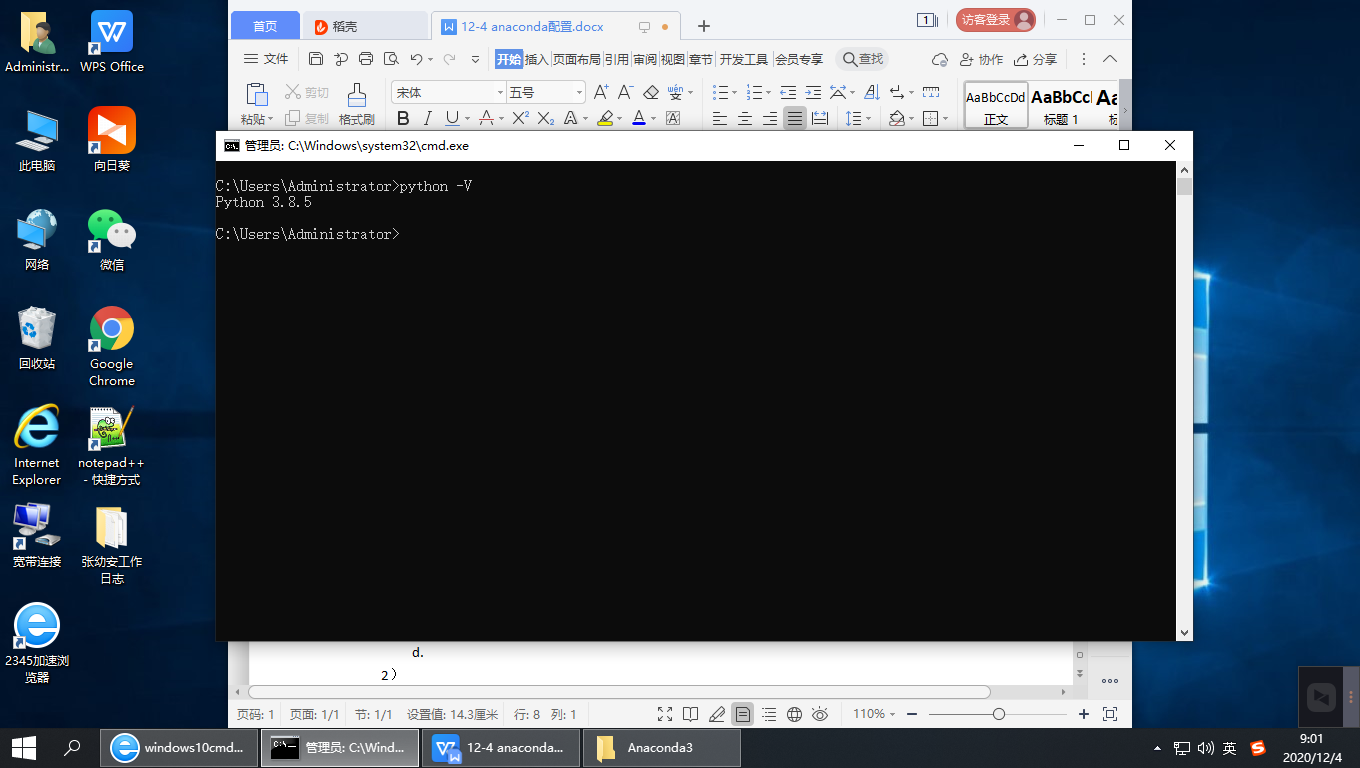 Administr...
WPS Office
此电脑
向日葵
网络
微信
回收站
Google
Chrome
Internet
Explorer
notepad++
- 快捷方式
宽带连接
张幼安工作
日志
2345加速浏
览器
首页
稻壳
12-4 anaconda配置.docx
1
访客登录
文件
开始 插入 页面布局 引用 审阅 视图 章节 开发工具 会员专享
查找
协作
分享
粘贴
剪切
复制
格式刷
宋体
五号
AaBbCcDd
正文
AaBbCcI
标题 1
管理员: C:\Windows\system32\cmd.exe
C:\Users\Administrator>python -V
Python 3.8.5
C:\Users\Administrator>
d.
2）
页码: 1 页面: 1/1 节: 1/1 设置值: 14.3厘米 行: 8 列: 1
110%
windows10cmd...
管理员: C:\Wind...
12-4 anaconda...
Anaconda3
英
9:01
2020/12/4